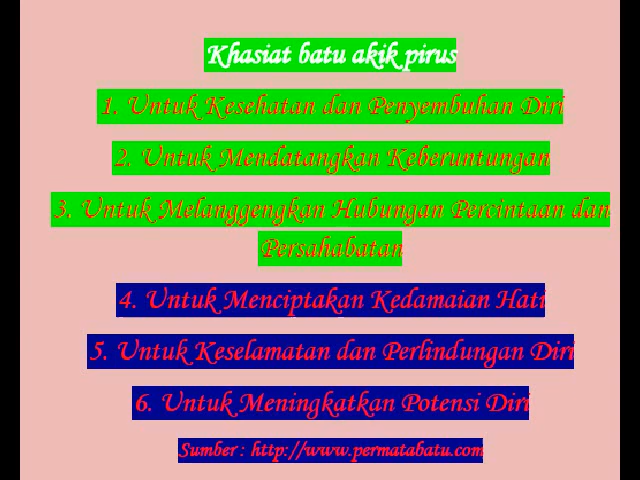 Khasiat batu akik pirus
1. Untuk Kesehatan dan Penyembuhan Diri
2. Untuk Mendatangkan Keberuntungan
3. Untuk Melanggengkan Hubungan Percintaan dan
Persahabatan
4. Untuk Menciptakan Kedamaian Hati
5. Untuk Keselamatan dan Perlindungan Diri
6. Untuk Meningkatkan Potensi Diri
Sumber : http://www.permatabatu.com